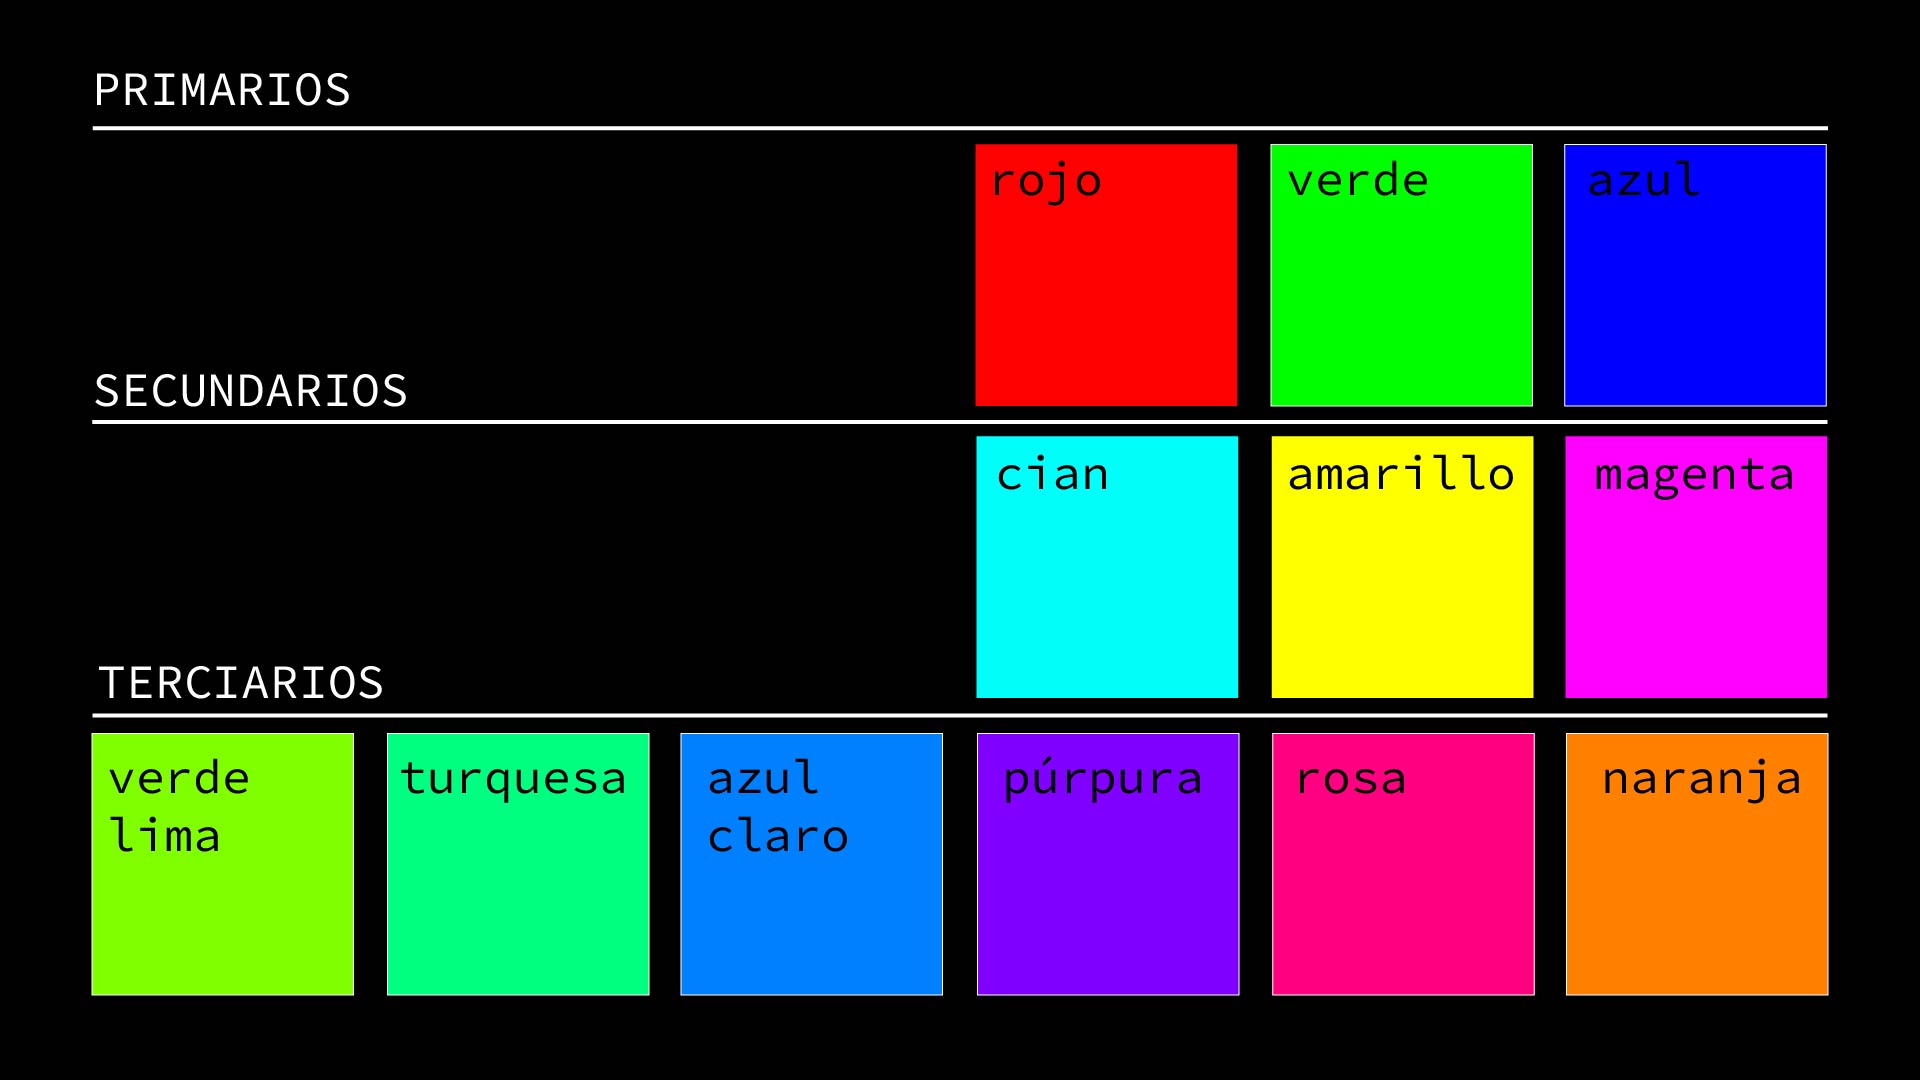 PRIMARIOS
rojo
verde
azul
SECUNDARIOS
cian
amarillo
magenta
TERCIARIOS
verde
lima
turquesa
azul
claro
púrpura
rosa
naranja